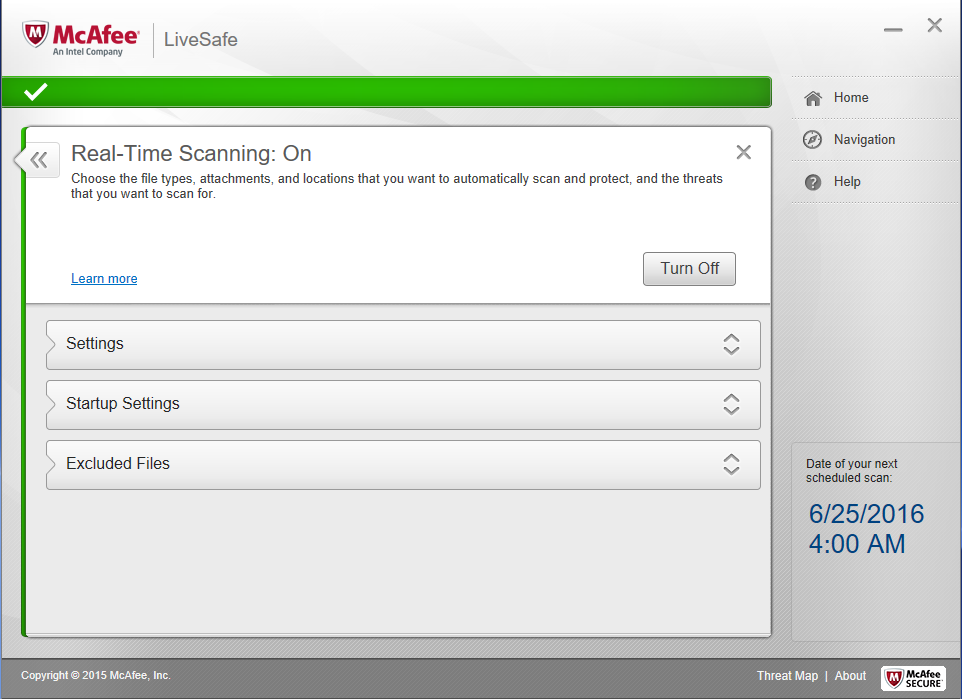 McAfee
An Intel Company
LiveSafe
Home
Navigation
Help
Real-Time Scanning: On
Choose the file types, attachments, and locations that you want to automatically scan and protect, and the threats
that you want to scan for.
Learn more
Turn Off
Settings
Startup Settings
Excluded Files
Date of your next
scheduled scan:
6/25/2016
4:00 AM
Copyright © 2015 McAfee, Inc.
Threat Map | About
McAfee
SECURE